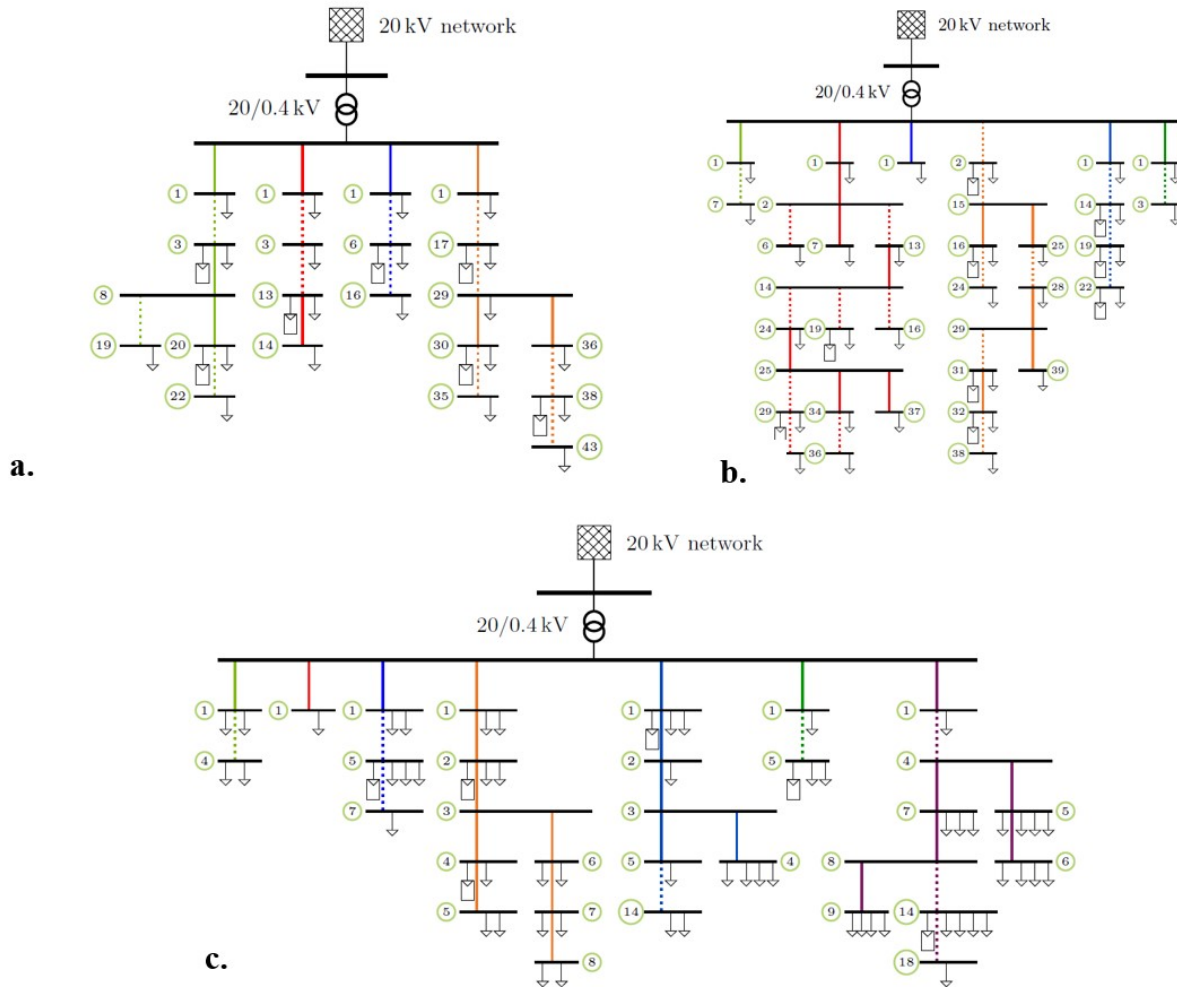 20 kV network
20/0.4 kV
1 1 1 1
3 3 6 17
8 13 16 29
19 20 14 30 36
22 35 38
43
a.
20 kV network
20/0.4 kV
1 1 1 2 1 1
7 2 15 14 3
6 7 13 16 25 19
14 24 28 22
24 19 16 29
25 31 39
29 34 37 32
36 38
b.
20 kV network
20/0.4 kV
1 1 1 1 1 1 1
4 5 2 2 5 4
7 3 3 7 5
4 6 5 4 8 6
5 7 14 9 14
8 18
c.